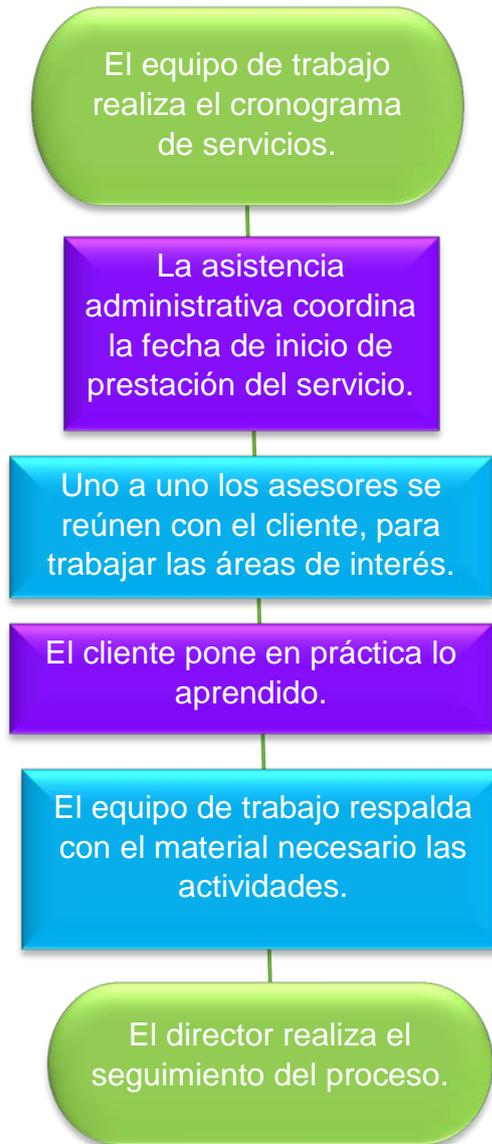 El equipo de trabajo
realiza el cronograma
de servicios.
La asistencia
administrativa coordina
la fecha de inicio de
prestación del servicio.
Uno a uno los asesores se
reúnen con el cliente, para
trabajar las áreas de interés.
El cliente pone en práctica lo
aprendido.
El equipo de trabajo respalda
con el material necesario las
actividades.
El director realiza el
seguimiento del proceso.